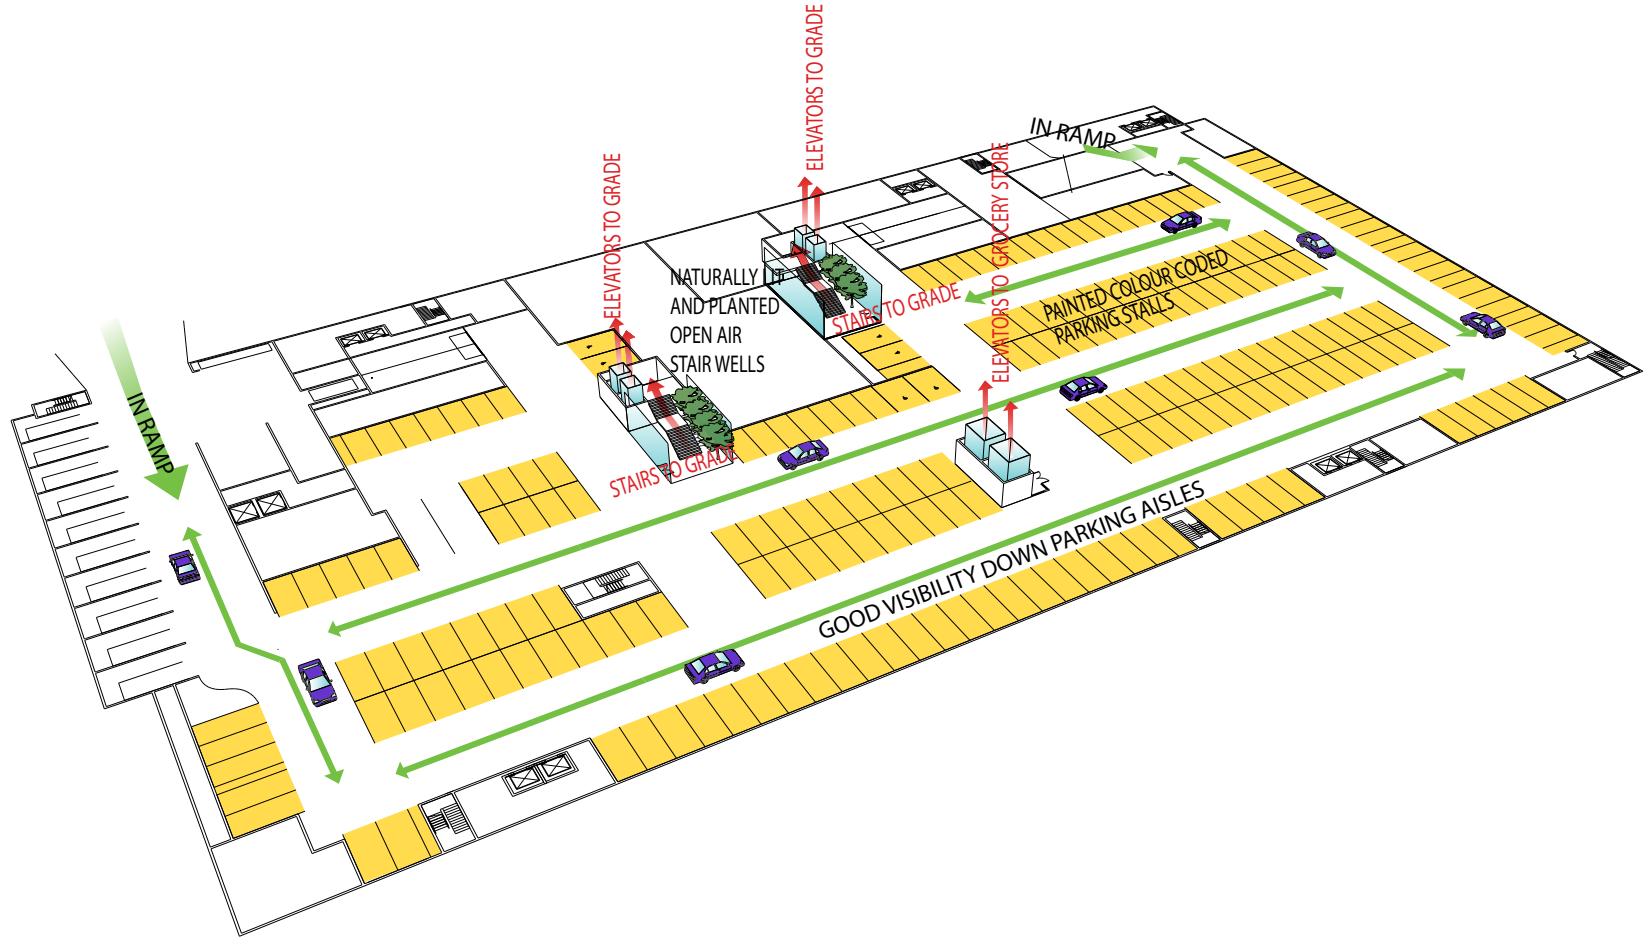 ELEVATORS TO GRADE
IN RAMP
ELEVATORS TO GRADE
ELEVATORS TO GROCERY STORE
NATURALLY LIT
AND PLANTED
OPEN AIR
STAIR WELLS
STAIRS TO GRADE
PAINTED COLOUR CODED
PARKING STALLS
IN RAMP
STAIRS TO GRADE
GOOD VISIBILITY DOWN PARKING AISLES